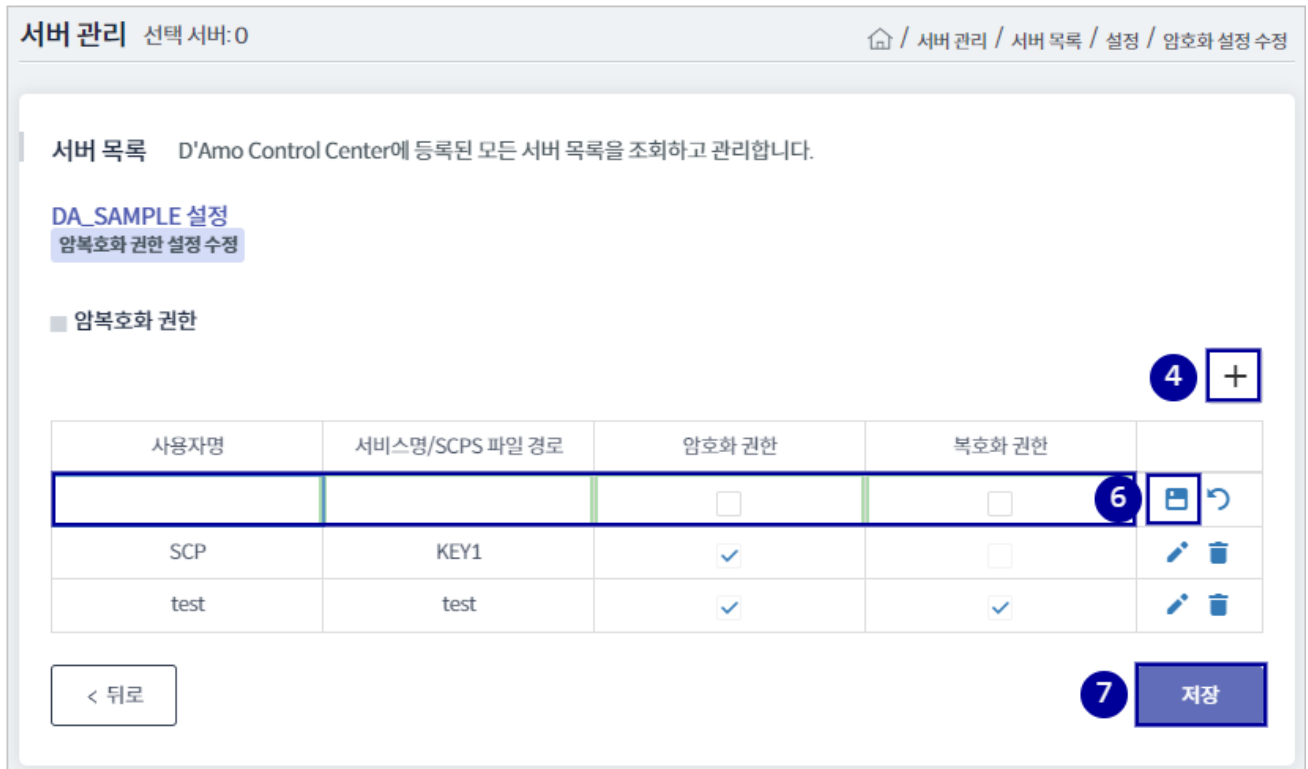 서버 관리 선택 서버: 0
/ 서버 관리 / 서버 목록 / 설정 / 암호화 설정 수정
서버 목록 D'Amo Control Center에 등록된 모든 서버 목록을 조회하고 관리합니다.
DA_SAMPLE 설정
암복호화 권한 설정 수정
암복호화 권한
4 +
사용자명 서비스명/SCPS 파일 경로 암호화 권한 복호화 권한
6
SCP KEY1
test test
< 뒤로 7 저장